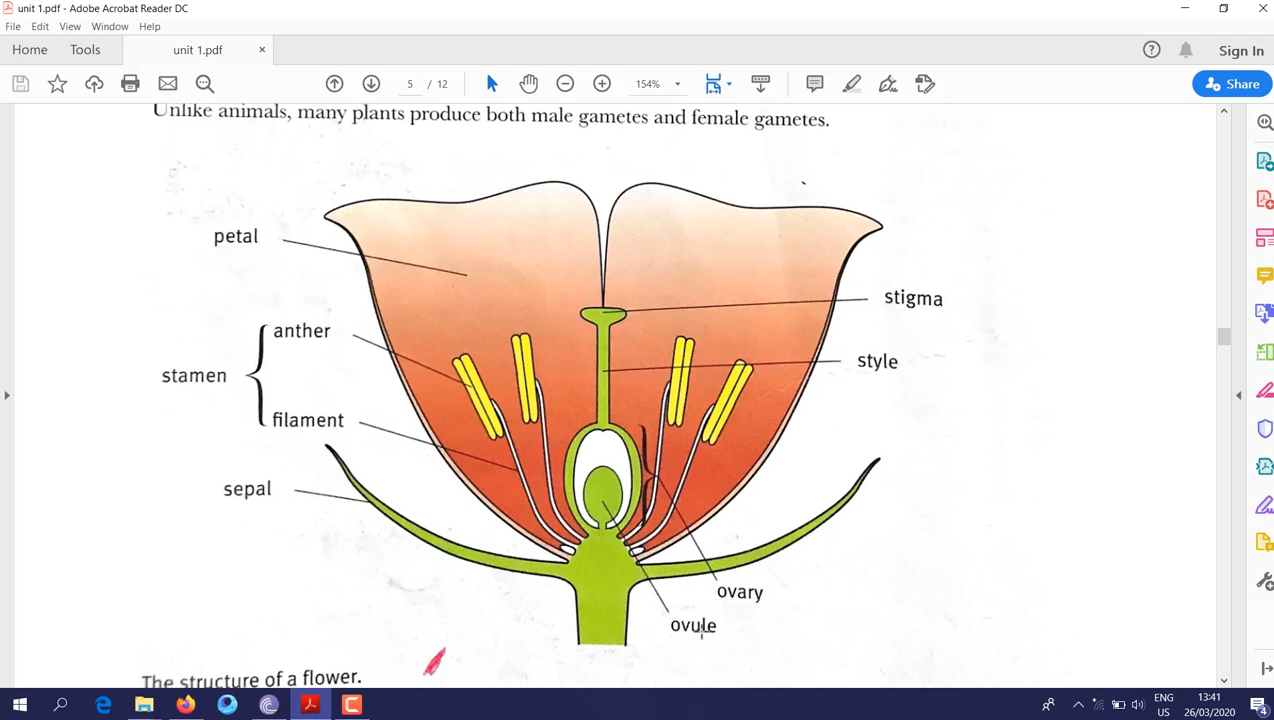 unit 1.pdf - Adobe Acrobat Reader DC
File Edit View Window Help
Home Tools unit 1.pdf × Sign In
5 / 12 154% Share
Unlike animals, many plants produce both male gametes and female gametes.
petal
stigma
anther
style
stamen
filament
sepal
ovary
ovule
The structure of a flower.
ENG 13:41
US 26/03/2020 4